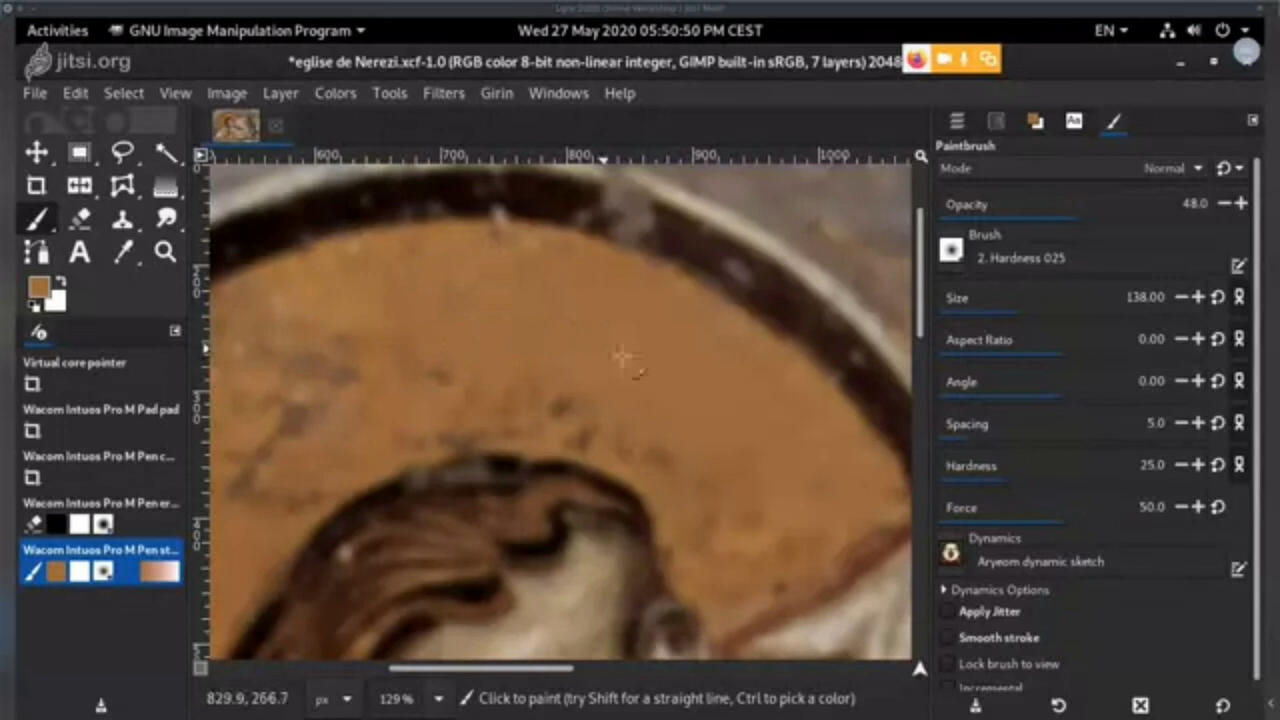 Activities GNU Image Manipulation Program Wed 27 May 2020 05:50:50 PM CEST EN
jitsi.org *eglise de Nerezi.xcf-1.0 (RGB color 8-bit non-linear integer, GIMP built-in sRGB, 7 layers) 2048
File Edit Select View Image Layer Colors Tools Filters Girin Windows Help
600 700 800 900 1000
Paintbrush
Mode Normal
Opacity 48.0
Brush
2. Hardness 025
Size 138.00
Aspect Ratio 0.00
Angle 0.00
Spacing 5.0
Hardness 25.0
Force 50.0
Dynamics
Aryeom dynamic sketch
Dynamics Options
Apply Jitter
Smooth stroke
Lock brush to view
Incremental
Virtual core pointer
Wacom Intuos Pro M Pad pad
Wacom Intuos Pro M Pen c...
Wacom Intuos Pro M Pen er...
Wacom Intuos Pro M Pen st...
829.9, 266.7 px 129 % Click to paint (try Shift for a straight line, Ctrl to pick a color)